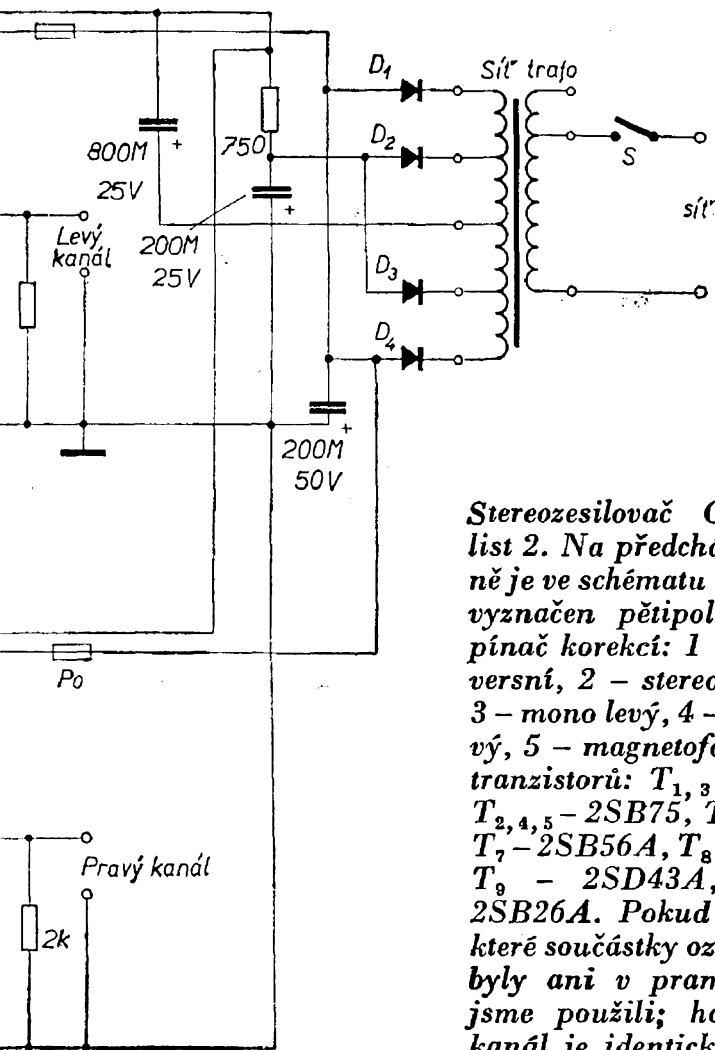 D1
Síť trafo
800M
+
25V
750
D2
S
síť
+
Levý
kanál
200M
25V
D3
D4
+
200M
50V
Po
Pravý kanál
2k
Stereozesilovač
list 2. Na předchá
ně je ve schématu
vyznačen pětipol
pínač korekcí: 1
versní, 2 – stereo
3 – mono levý, 4 –
vý, 5 – magnetofo
tranzistorů: T1, 3
T2, 4, 5 – 2SB75, T
T7 – 2SB56A, T8
T9 – 2SD43A,
2SB26A. Pokud
které součástky oz
byly ani v pran
jsme použili; ho
kanál je identick